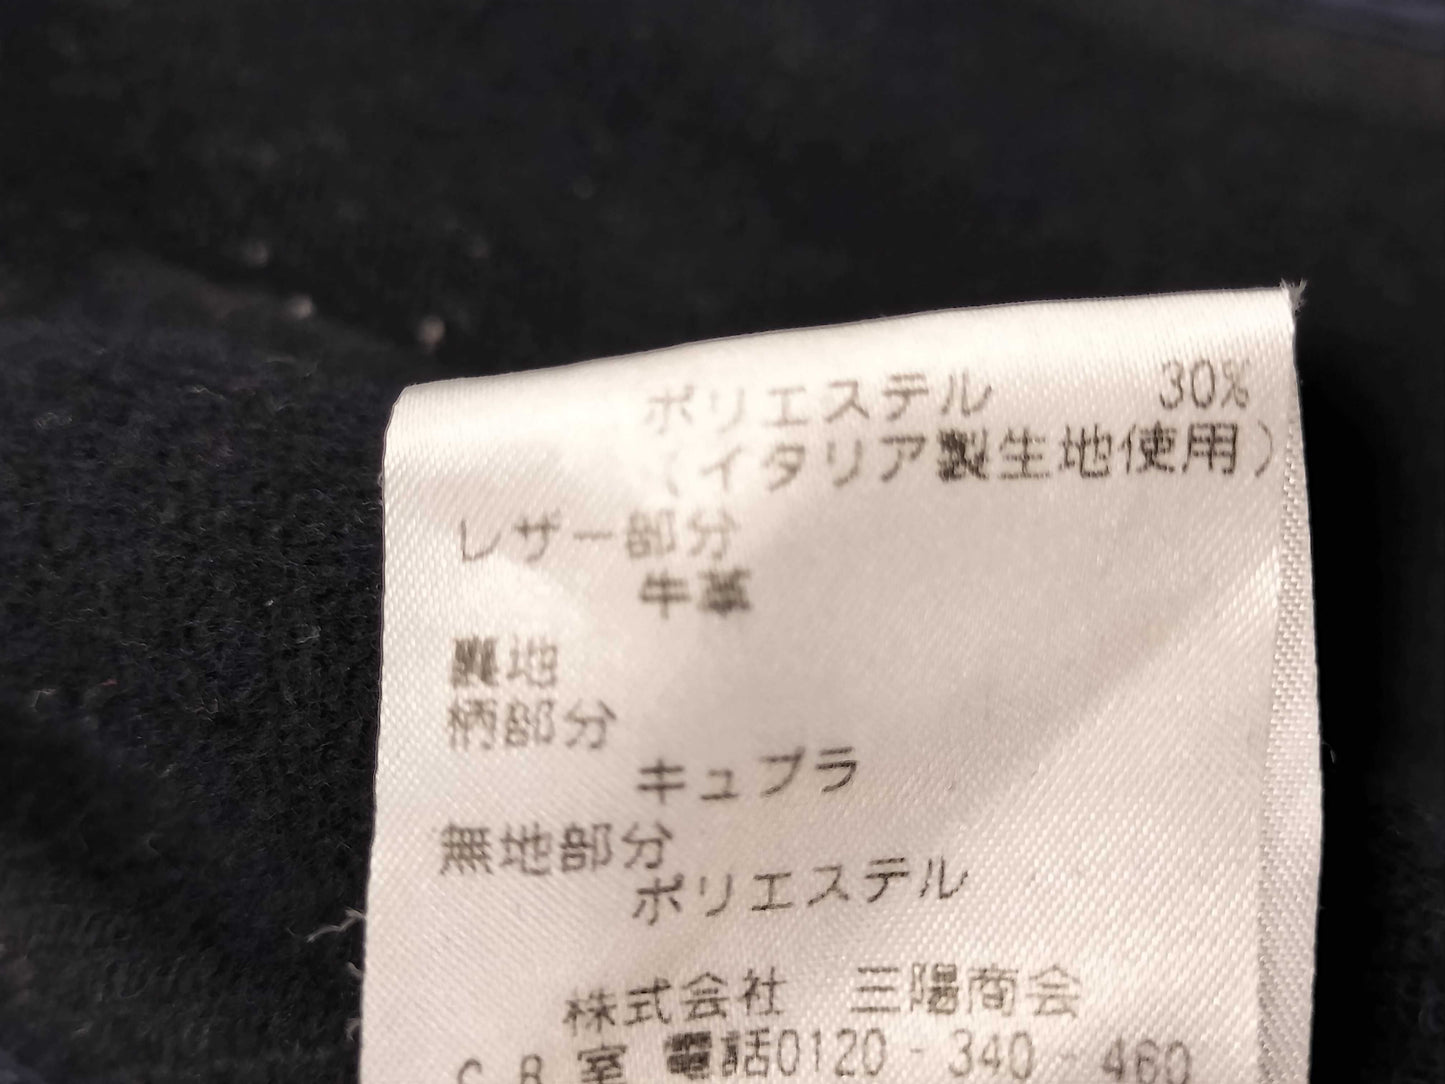 ポリエステル 30%
(イタリア製生地使用)
レザー部分
牛革
裏地
柄部分
キュプラ
無地部分
ポリエステル
株式会社 三陽商会
C R 室 電話0120-340-460